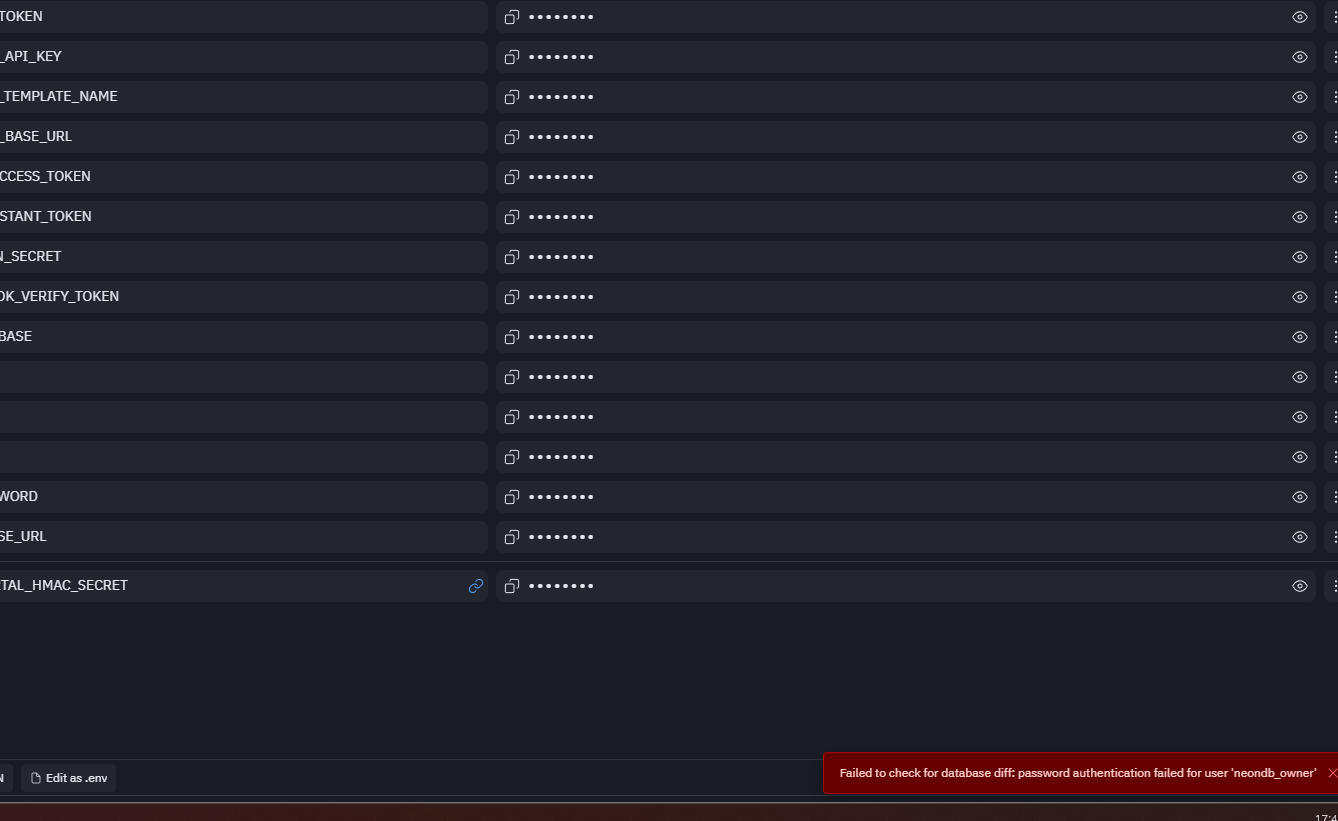 TOKEN
_API_KEY
_TEMPLATE_NAME
_BASE_URL
CCESS_TOKEN
STANT_TOKEN
N_SECRET
OK_VERIFY_TOKEN
BASE
WORD
SE_URL
TAL_HMAC_SECRET
N
Edit as .env
Failed to check for database diff: password authentication failed for user 'neondb_owner'
17:4